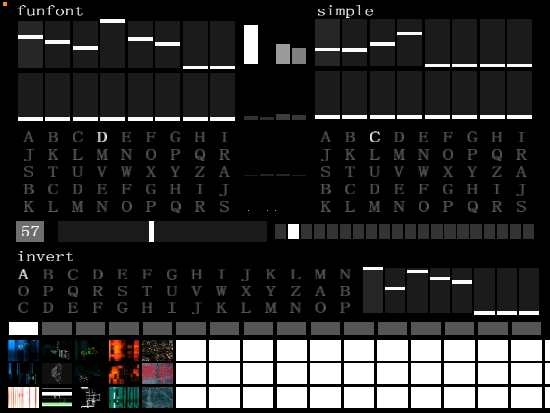 funfont
simple
A B C D E F G H I
J K L M N O P Q R
S T U V W X Y Z A
B C D E F G H I J
K L M N O P Q R S
A B C D E F G H I
J K L M N O P Q R
S T U V W X Y Z A
B C D E F G H I J
K L M N O P Q R S
57
invert
A B C D E F G H I J K L M N
O P Q R S T U V W X Y Z A B
C D E F G H I J K L M N O P